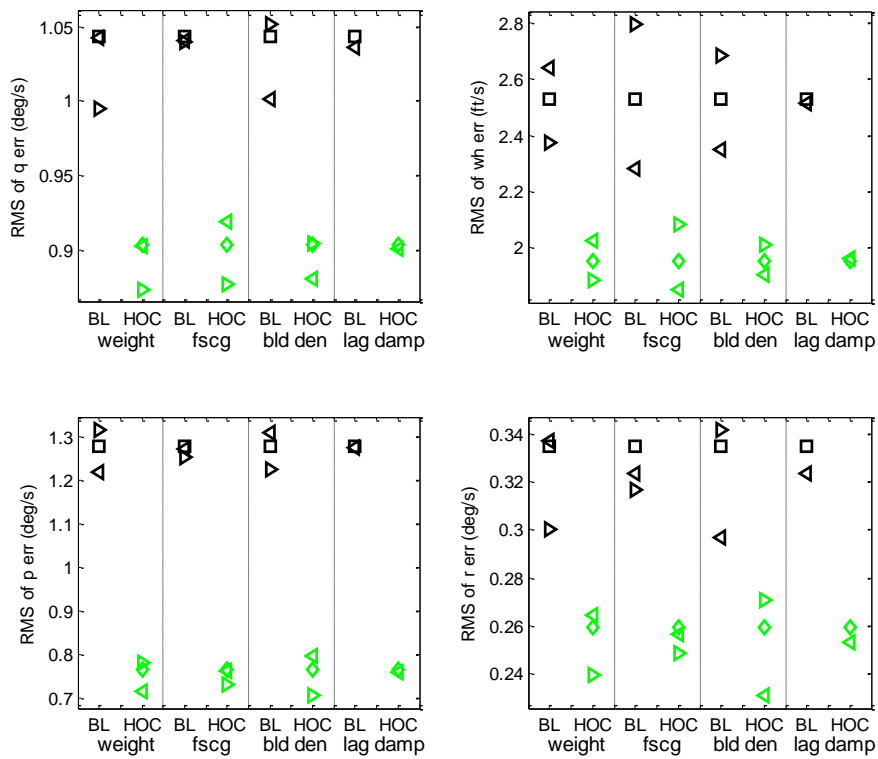 RMS of q err (deg/s)
1.05
1
0.95
0.9
BL HOC BL HOC BL HOC BL HOC
weight fscg bld den lag damp
RMS of wh err (ft/s)
2.8
2.6
2.4
2.2
2
BL HOC BL HOC BL HOC BL HOC
weight fscg bld den lag damp
RMS of p err (deg/s)
1.3
1.2
1.1
1
0.9
0.8
0.7
BL HOC BL HOC BL HOC BL HOC
weight fscg bld den lag damp
RMS of r err (deg/s)
0.34
0.32
0.3
0.28
0.26
0.24
BL HOC BL HOC BL HOC BL HOC
weight fscg bld den lag damp